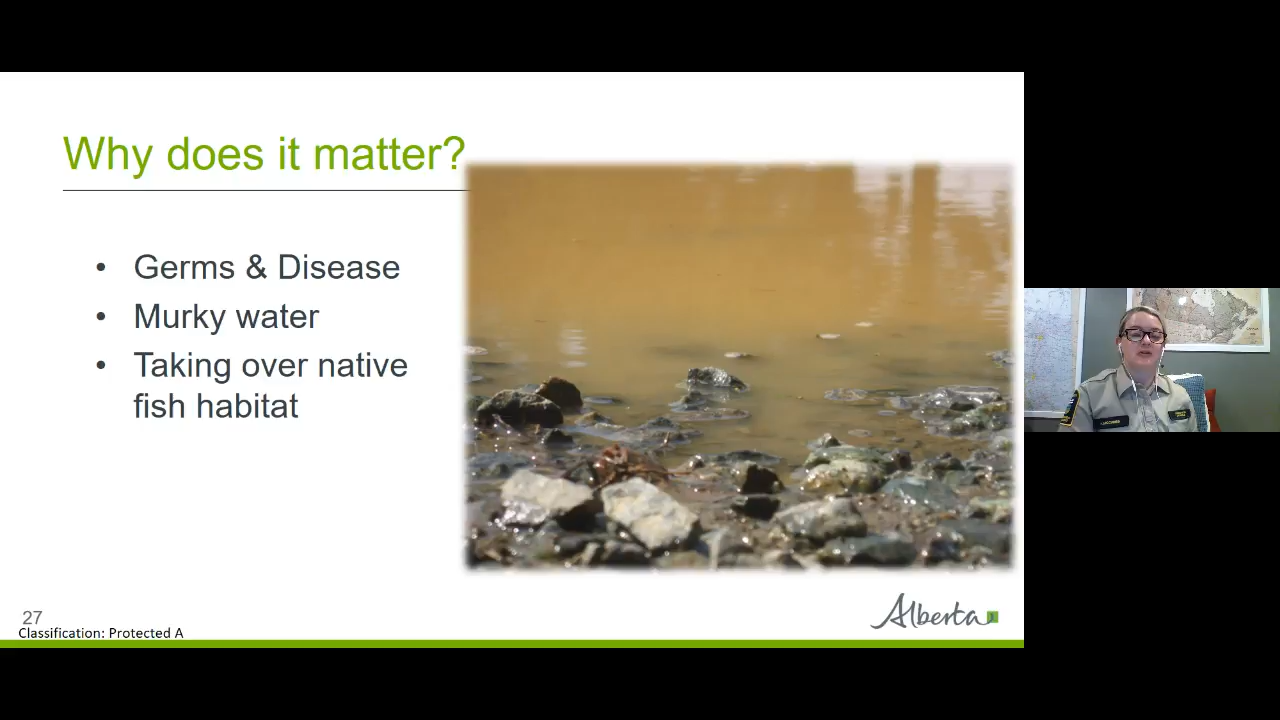 Why does it matter?
• Germs & Disease
• Murky water
• Taking over native
fish habitat
27
Classification: Protected A
Alberta